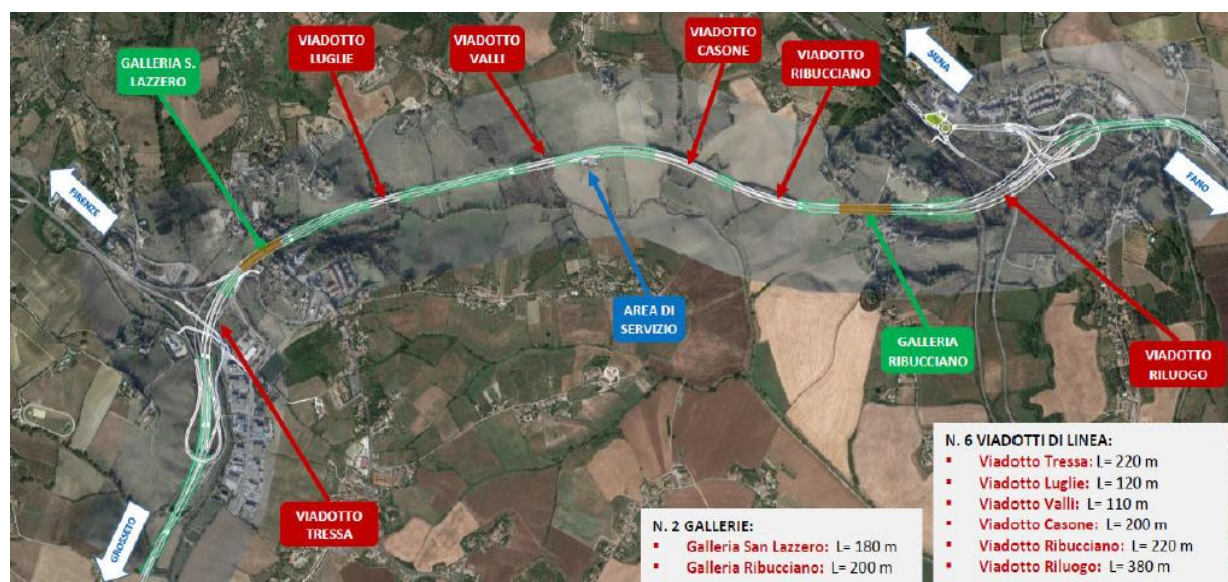 VIADOTTO
LUGLIE
VIADOTTO
VALLI
VIADOTTO
CASONE
VIADOTTO
RIBUCCIANO
SIENA
GALLERIA S.
LAZZERO
FIRENZE
FANO
AREA DI
SERVIZIO
GALLERIA
RIBUCCIANO
VIADOTTO
RILUOGO
VIADOTTO
TRESSA
GROSSETO
N. 2 GALLERIE:
▪ Galleria San Lazzero: L= 180 m
▪ Galleria Ribucciano: L= 200 m
N. 6 VIADOTTI DI LINEA:
▪ Viadotto Tressa: L= 220 m
▪ Viadotto Luglie: L= 120 m
▪ Viadotto Valli: L= 110 m
▪ Viadotto Casone: L= 200 m
▪ Viadotto Ribucciano: L= 220 m
▪ Viadotto Riluogo: L= 380 m